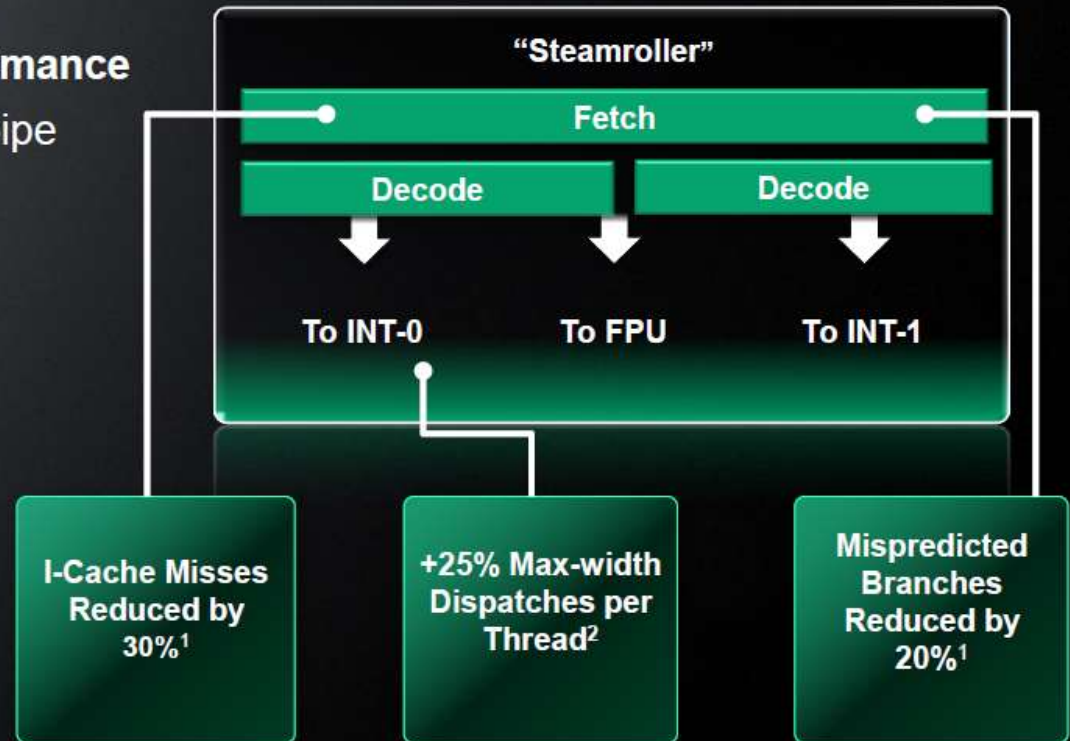 rmance
ipe
“Steamroller”
Fetch
Decode Decode
To INT-0 To FPU To INT-1
I-Cache Misses
Reduced by
30%¹
+25% Max-width
Dispatches per
Thread²
Mispredicted
Branches
Reduced by
20%¹